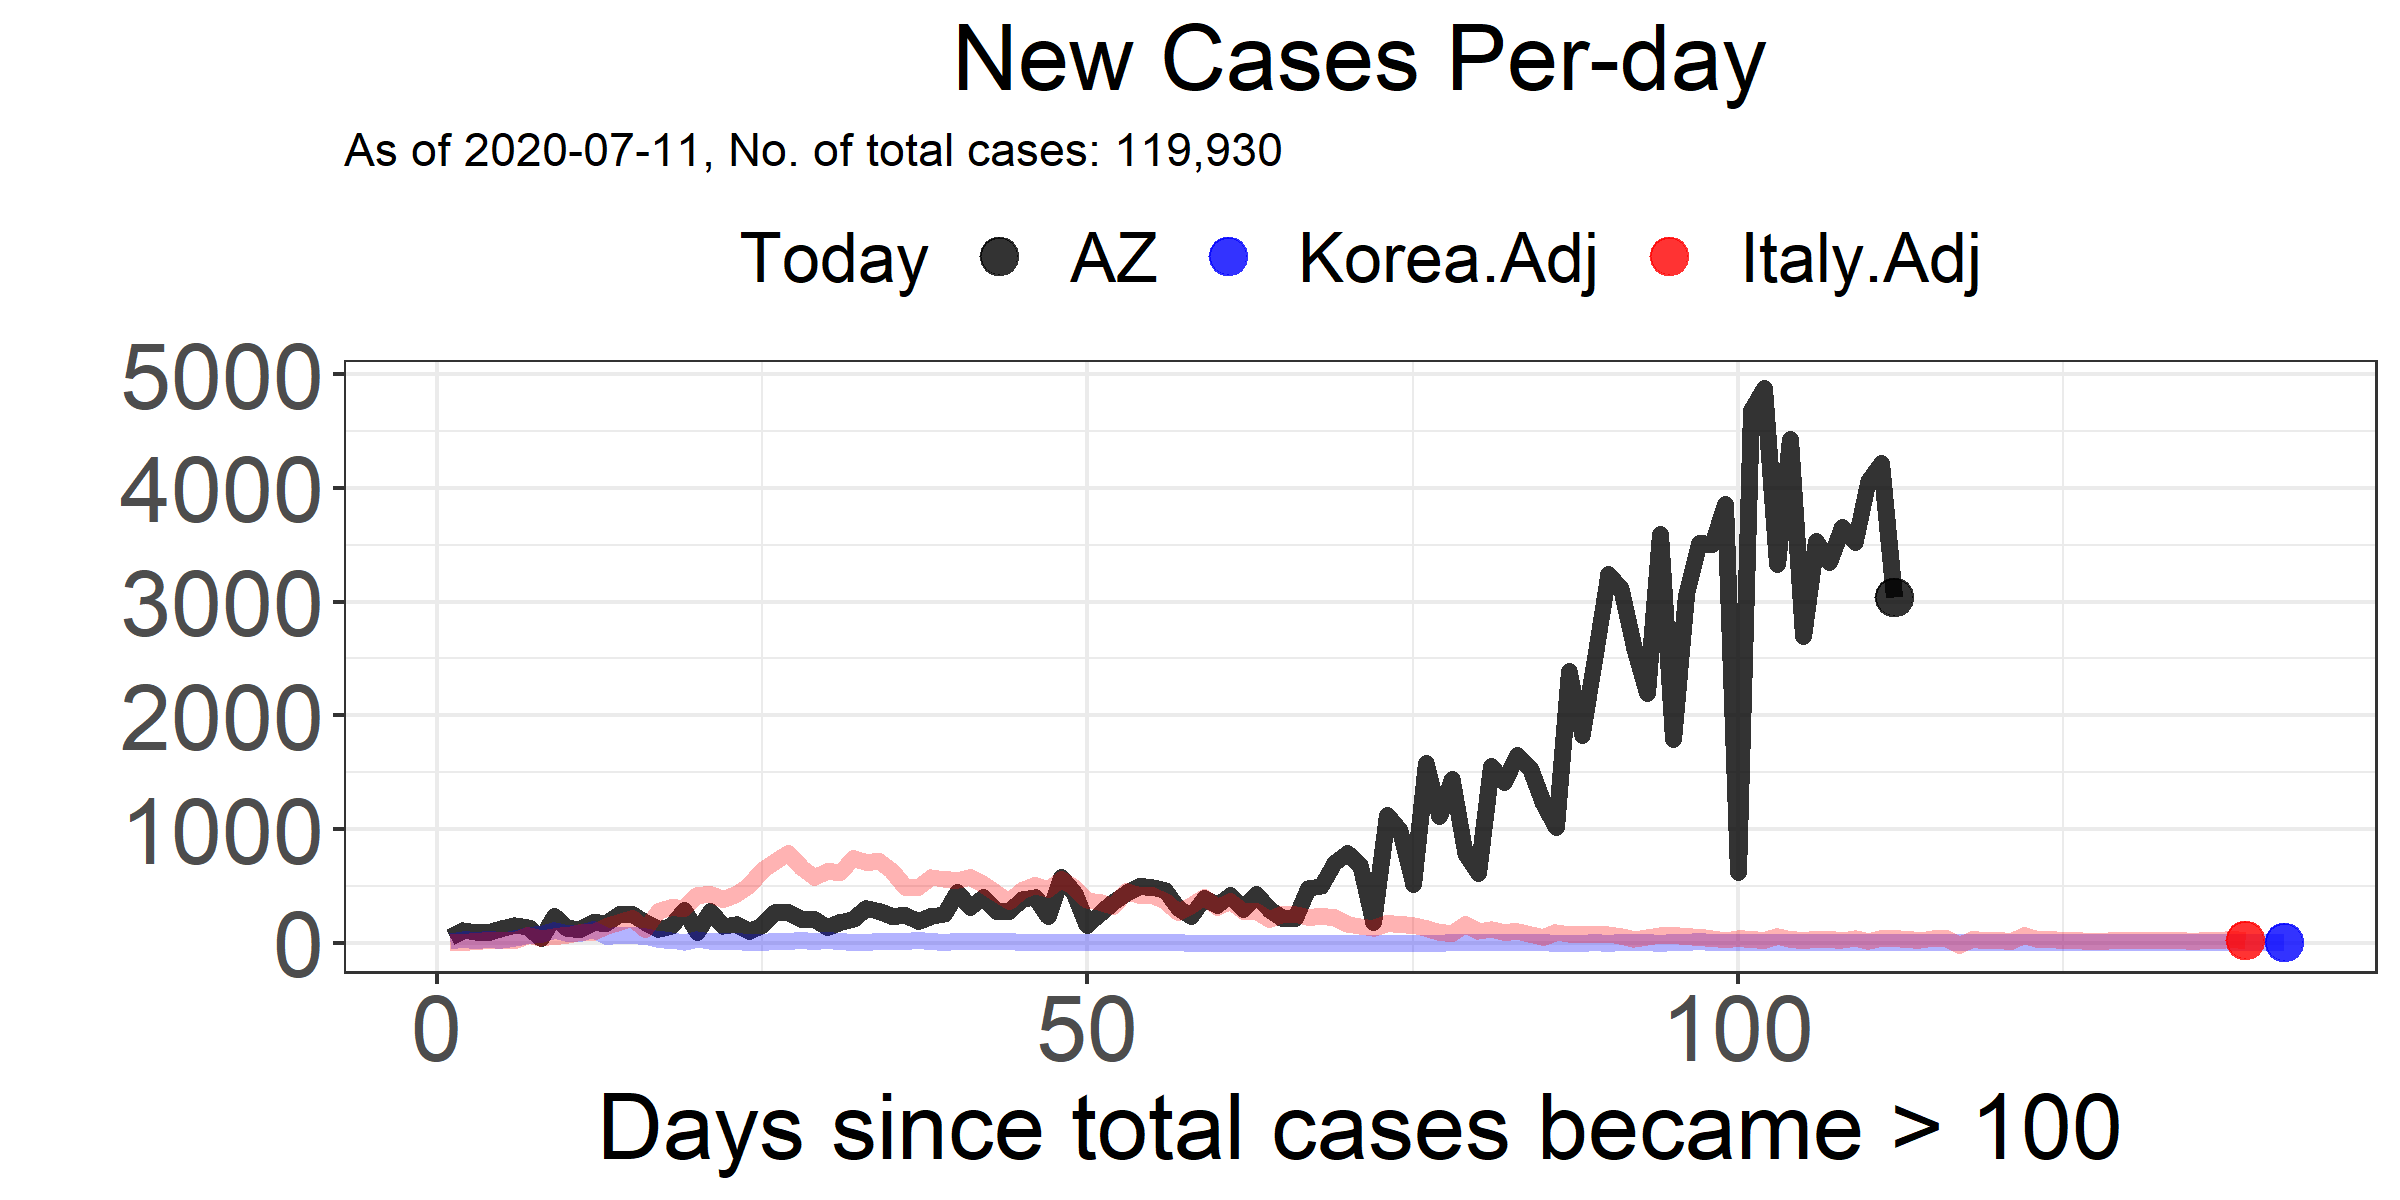 New Cases Per-day
As of 2020-07-11, No. of total cases: 119,930
Today AZ Korea.Adj Italy.Adj
5000
4000
3000
2000
1000
0
0 50 100
Days since total cases became > 100